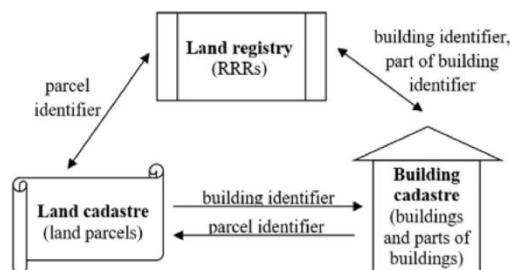 Land registry
(RRRs)
building identifier,
part of building
identifier
parcel
identifier
Land cadastre
(land parcels)
building identifier
parcel identifier
Building
cadastre
(buildings
and parts of
buildings)